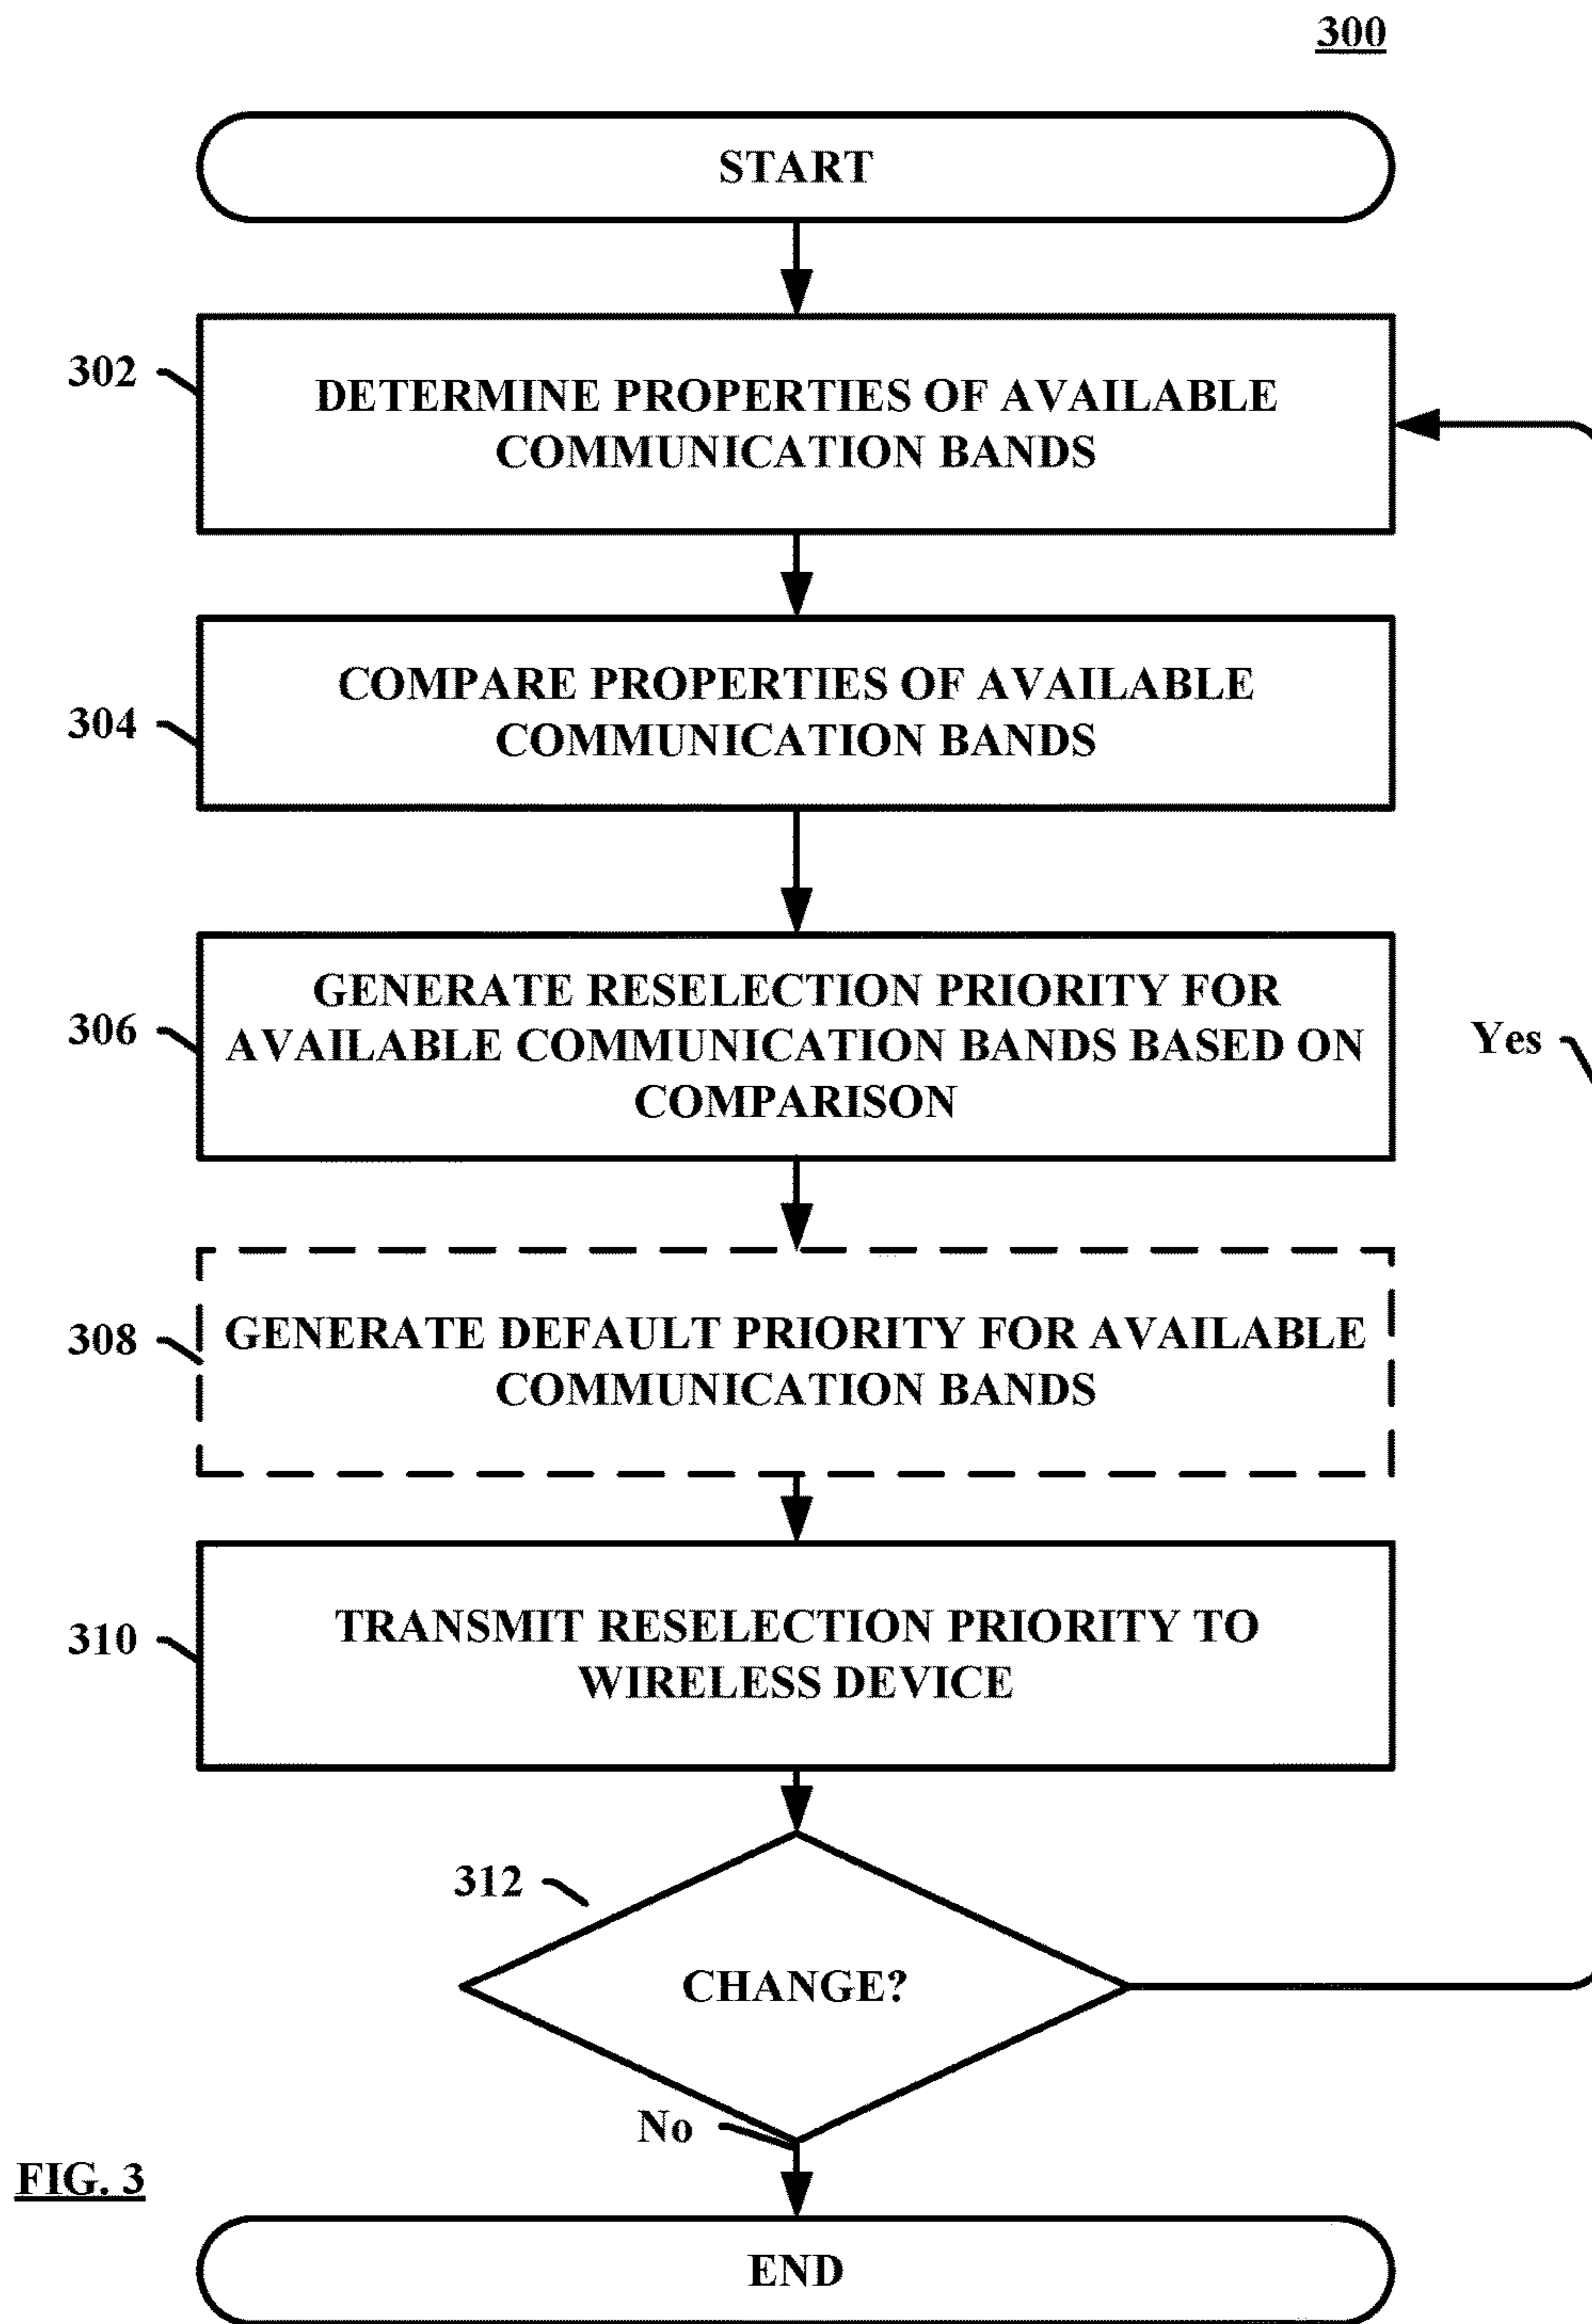 300
START
302
DETERMINE PROPERTIES OF AVAILABLE
COMMUNICATION BANDS
304
COMPARE PROPERTIES OF AVAILABLE
COMMUNICATION BANDS
306
GENERATE RESELECTION PRIORITY FOR
AVAILABLE COMMUNICATION BANDS BASED ON
COMPARISON
Yes
308
GENERATE DEFAULT PRIORITY FOR AVAILABLE
COMMUNICATION BANDS
310
TRANSMIT RESELECTION PRIORITY TO
WIRELESS DEVICE
312
CHANGE?
No
FIG. 3
END